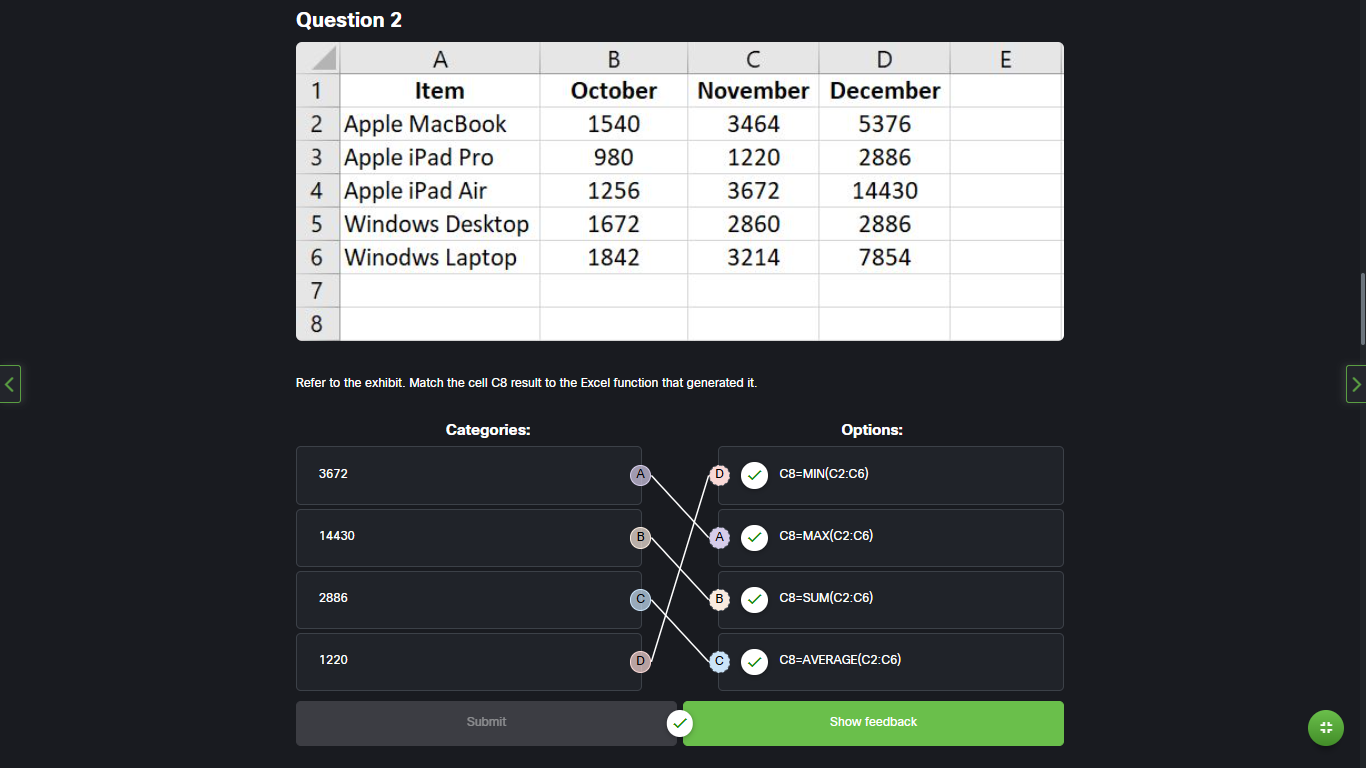 Question 2
A B C D E
1 Item October November December
2 Apple MacBook 1540 3464 5376
3 Apple iPad Pro 980 1220 2886
4 Apple iPad Air 1256 3672 14430
5 Windows Desktop 1672 2860 2886
6 Winodws Laptop 1842 3214 7854
7
8
Refer to the exhibit. Match the cell C8 result to the Excel function that generated it.
Categories: Options:
3672 A D C8=MIN(C2:C6)
14430 B A C8=MAX(C2:C6)
2886 C B C8=SUM(C2:C6)
1220 D C C8=AVERAGE(C2:C6)
Submit Show feedback